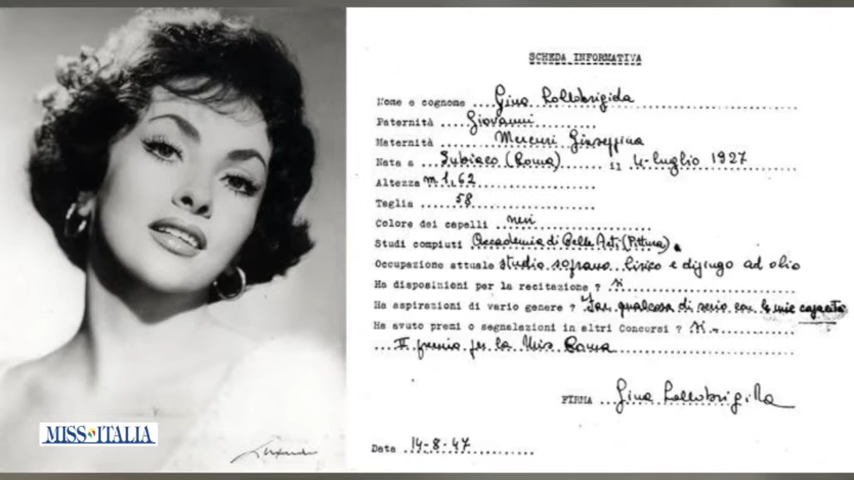 SCHEDA INFORMATIVA
Nome e cognome ... Gina Lollobrigida
Paternità ... Giovanni
Maternità ... Mercuri Giuseppina
Nata a ... Subiaco (Roma) ... il 4-luglio 1927
Altezza m 1,62
Taglia ... 58
Colore dei capelli ... neri
Studi compiuti Accademia di Belle Arti (Pittura).
Occupazione attuale studio soprano lirico e dipingo ad olio
Ha disposizioni per la recitazione ? si
Ha aspirazioni di vario genere ? Far qualcosa di serio con le mie capacità
Ha avuto premi o segnalazioni in altri Concorsi ? si
... II premio per la Miss Roma
FIRMA ... Gina Lollobrigida
Data 14-8-47
MISS ITALIA